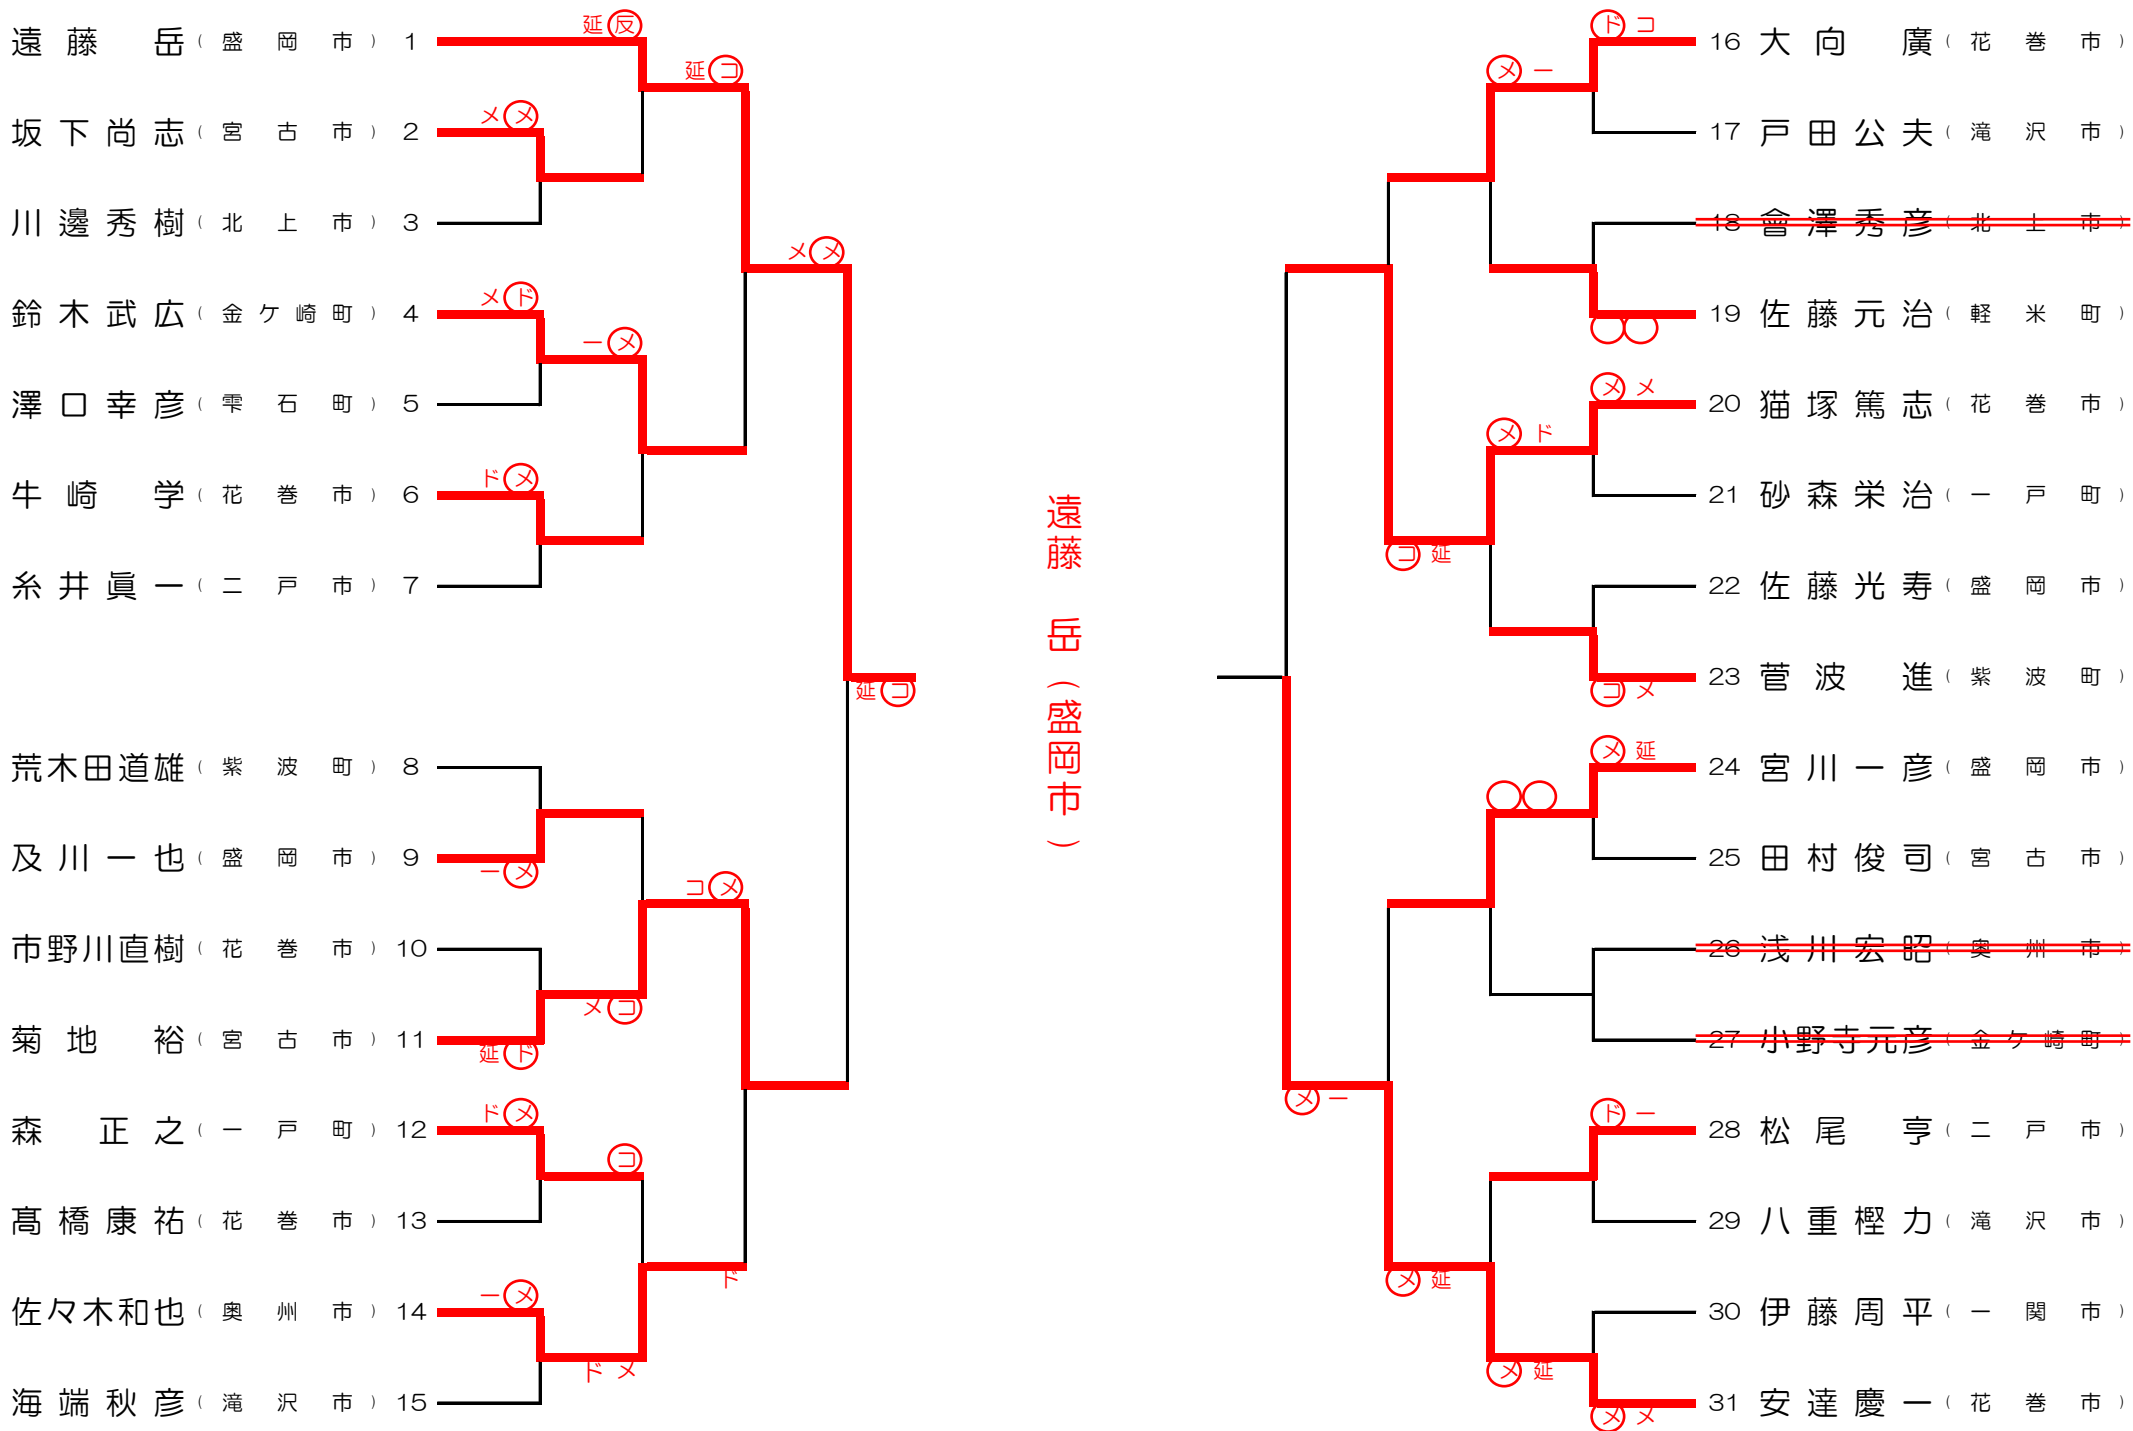 遠藤 岳（盛岡市）1
坂下尚志（宮古市）2
川邊秀樹（北上市）3
鈴木武広（金ケ崎町）4
澤口幸彦（雫石町）5
牛崎 学（花巻市）6
糸井眞一（二戸市）7
荒木田道雄（紫波町）8
及川一也（盛岡市）9
市野川直樹（花巻市）10
菊地 裕（宮古市）11
森 正之（一戸町）12
髙橋康祐（花巻市）13
佐々木和也（奥州市）14
海端秋彦（滝沢市）15
延反
延コ
メメ
メメ
メド
ーメ
ドメ
延コ
ーメ
コメ
メコ
延ド
ドメ
コ
ド
ーメ
ドメ
遠藤 岳（盛岡市）
ドコ
メー
メメ
メド
コ延
コメ
メ延
メー
ドー
メ延
メ延
メメ
16 大向 廣（花巻市）
17 戸田公夫（滝沢市）
18 會澤秀彦（北上市）
19 佐藤元治（軽米町）
20 猫塚篤志（花巻市）
21 砂森栄治（一戸町）
22 佐藤光寿（盛岡市）
23 菅波 進（紫波町）
24 宮川一彦（盛岡市）
25 田村俊司（宮古市）
26 浅川宏昭（奥州市）
27 小野寺元彦（金ケ崎町）
28 松尾 亨（二戸市）
29 八重樫力（滝沢市）
30 伊藤周平（一関市）
31 安達慶一（花巻市）